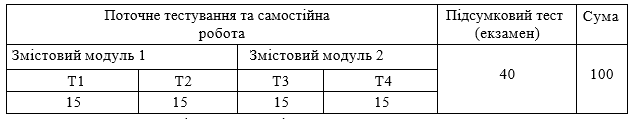 Поточне тестування та самостійна робота Підсумковий тест (екзамен) Сума
Змістовий модуль 1 Змістовий модуль 2 40 100
Т1 Т2 Т3 Т4
15 15 15 15